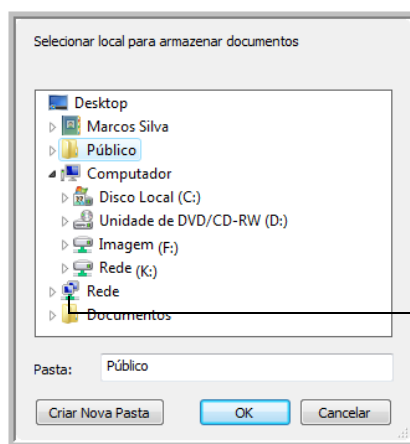 Selecionar local para armazenar documentos
Desktop
Marcos Silva
Público
Computador
Disco Local (C:)
Unidade de DVD/CD-RW (D:)
Imagem (F:)
Rede (K:)
Rede
Documentos
Pasta: Público
Criar Nova Pasta OK Cancelar